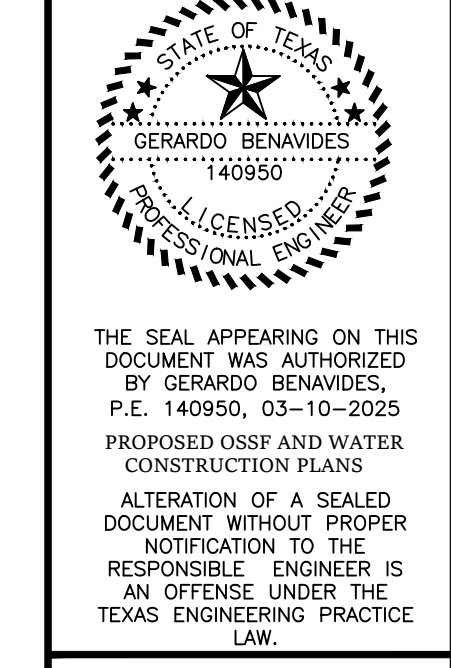 STATE OF TEXAS
GERARDO BENAVIDES
140950
LICENSED
PROFESSIONAL ENGINEER
THE SEAL APPEARING ON THIS
DOCUMENT WAS AUTHORIZED
BY GERARDO BENAVIDES,
P.E. 140950, 03-10-2025
PROPOSED OSSF AND WATER
CONSTRUCTION PLANS
ALTERATION OF A SEALED
DOCUMENT WITHOUT PROPER
NOTIFICATION TO THE
RESPONSIBLE ENGINEER IS
AN OFFENSE UNDER THE
TEXAS ENGINEERING PRACTICE
LAW.